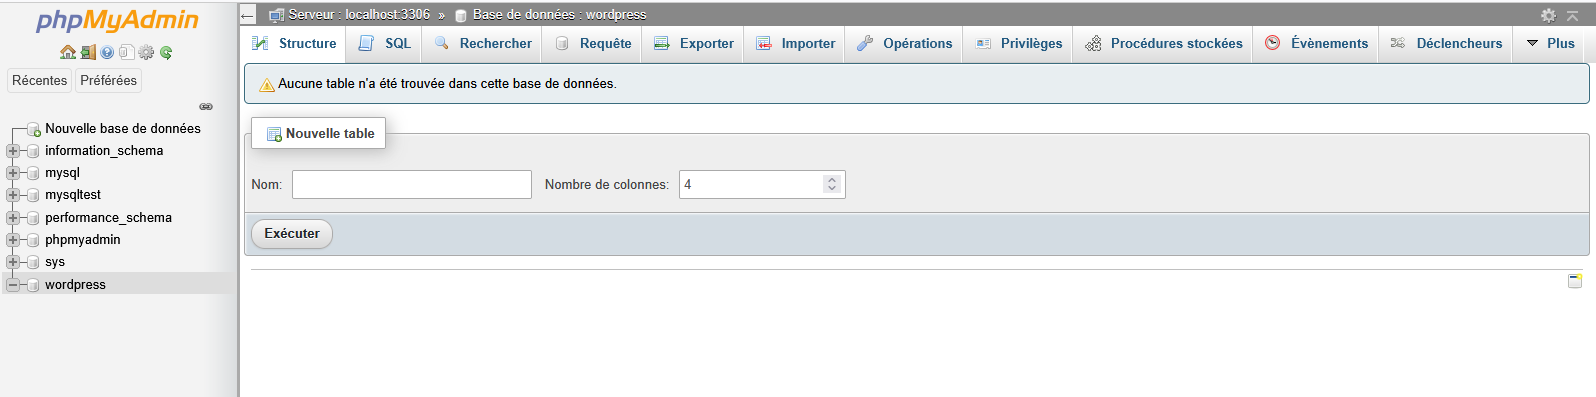 phpMyAdmin
Récentes Préférées
Nouvelle base de données
information_schema
mysql
mysqltest
performance_schema
phpmyadmin
sys
wordpress
Serveur : localhost:3306 » Base de données : wordpress
Structure SQL Rechercher Requête Exporter Importer Opérations Privilèges Procédures stockées Évènements Déclencheurs Plus
Aucune table n'a été trouvée dans cette base de données.
Nouvelle table
Nom: Nombre de colonnes: 4
Exécuter